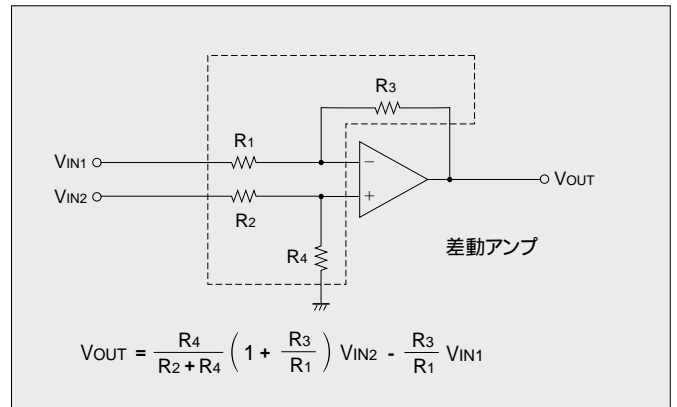 R3
R1
VIN1
−
VOUT
VIN2
+
R2
R4
差動アンプ
VOUT = R4/(R2+R4) (1 + R3/R1) VIN2 - R3/R1 VIN1